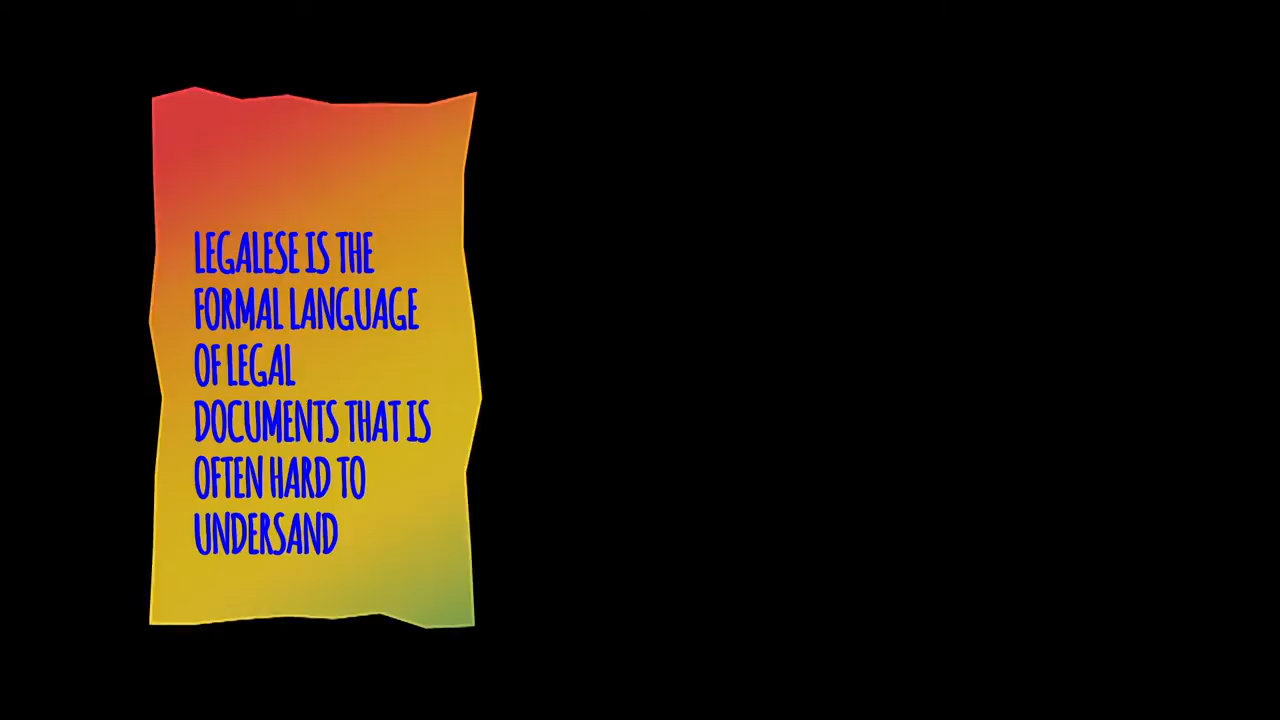 LEGALESE IS THE
FORMAL LANGUAGE
OF LEGAL
DOCUMENTS THAT IS
OFTEN HARD TO
UNDERSAND